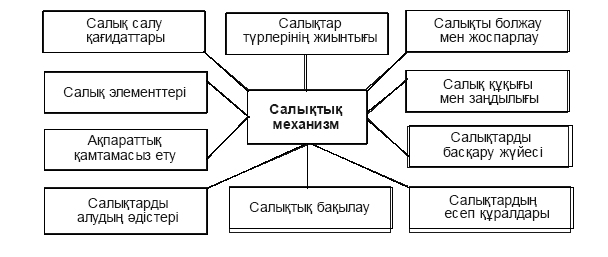 Салық салу
қағидаттары
Салықтар
түрлерінің жиынтығы
Салықты болжау
мен жоспарлау
Салық элементтері
Салықтық
механизм
Салық құқығы
мен заңдылығы
Ақпараттық
қамтамасыз ету
Салықтарды
басқару жүйесі
Салықтарды
алудың әдістері
Салықтық бақылау
Салықтардың
есеп құралдары